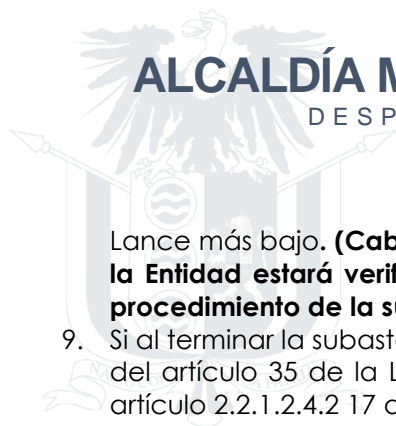 ALCALDÍA M
DESP
Lance más bajo. (Cab
la Entidad estará verif
procedimiento de la su
9. Si al terminar la subast
del artículo 35 de la L
artículo 2.2.1.2.4.2 17 d